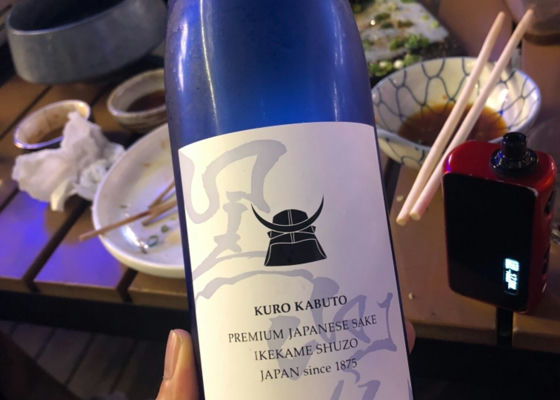 KURO KABUTO
PREMIUM JAPANESE SAKE
IKEKAME SHUZO
JAPAN since 1875